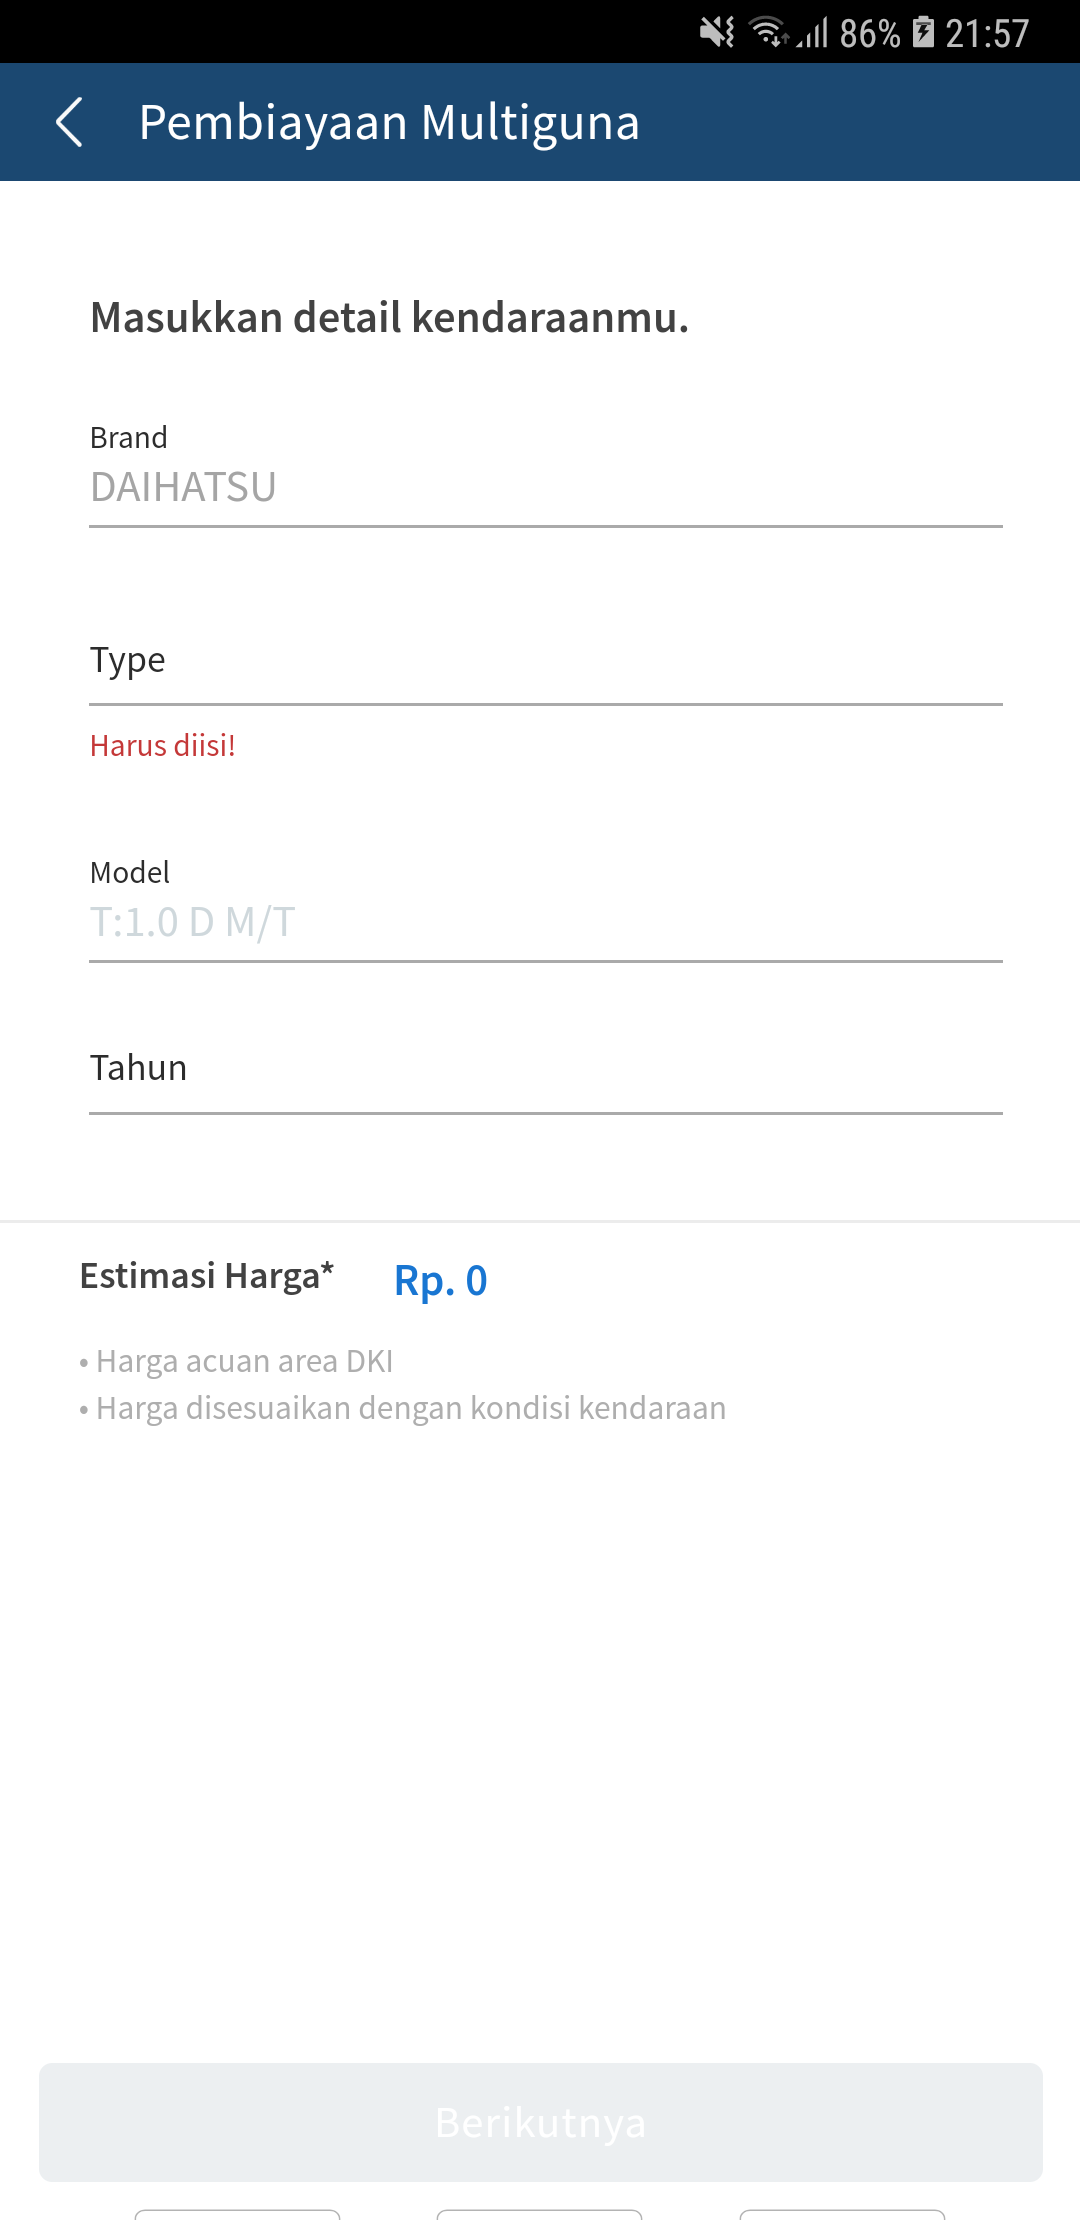 86% 21:57
Pembiayaan Multiguna
Masukkan detail kendaraanmu.
Brand
DAIHATSU
Type
Harus diisi!
Model
T:1.0 D M/T
Tahun
Estimasi Harga* Rp. 0
• Harga acuan area DKI
• Harga disesuaikan dengan kondisi kendaraan
Berikutnya